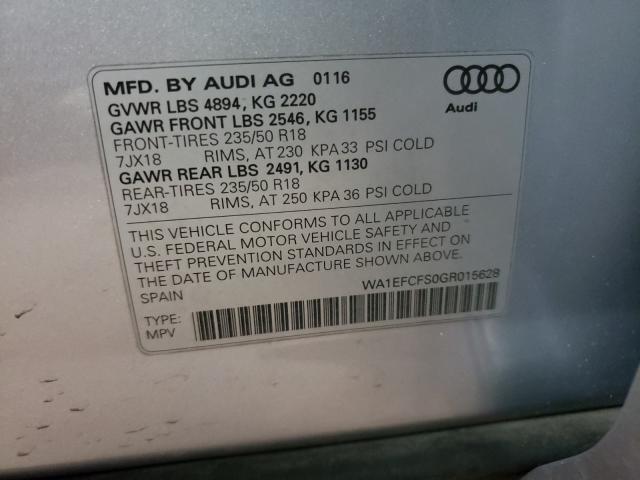 MFD. BY AUDI AG 0116
GVWR LBS 4894, KG 2220
GAWR FRONT LBS 2546, KG 1155
FRONT-TIRES 235/50 R18
7JX18 RIMS, AT 230 KPA 33 PSI COLD
GAWR REAR LBS 2491, KG 1130
REAR-TIRES 235/50 R18
7JX18 RIMS, AT 250 KPA 36 PSI COLD
Audi
THIS VEHICLE CONFORMS TO ALL APPLICABLE
U.S. FEDERAL MOTOR VEHICLE SAFETY AND
THEFT PREVENTION STANDARDS IN EFFECT ON
THE DATE OF MANUFACTURE SHOWN ABOVE.
SPAIN WA1EFCFS0GR015628
TYPE:
MPV